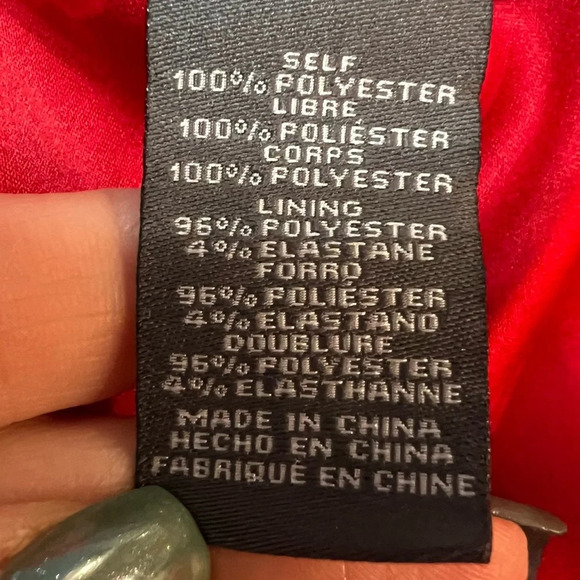 SELF
100% POLYESTER
LIBRE
100% POLIÉSTER
CORPS
100% POLYESTER
LINING
96% POLYESTER
4% ELASTANE
FORRO
96% POLIÉSTER
4% ELASTANO
DOUBLURE
96% POLYESTER
4% ELASTHANNE
MADE IN CHINA
HECHO EN CHINA
FABRIQUÉ EN CHINE